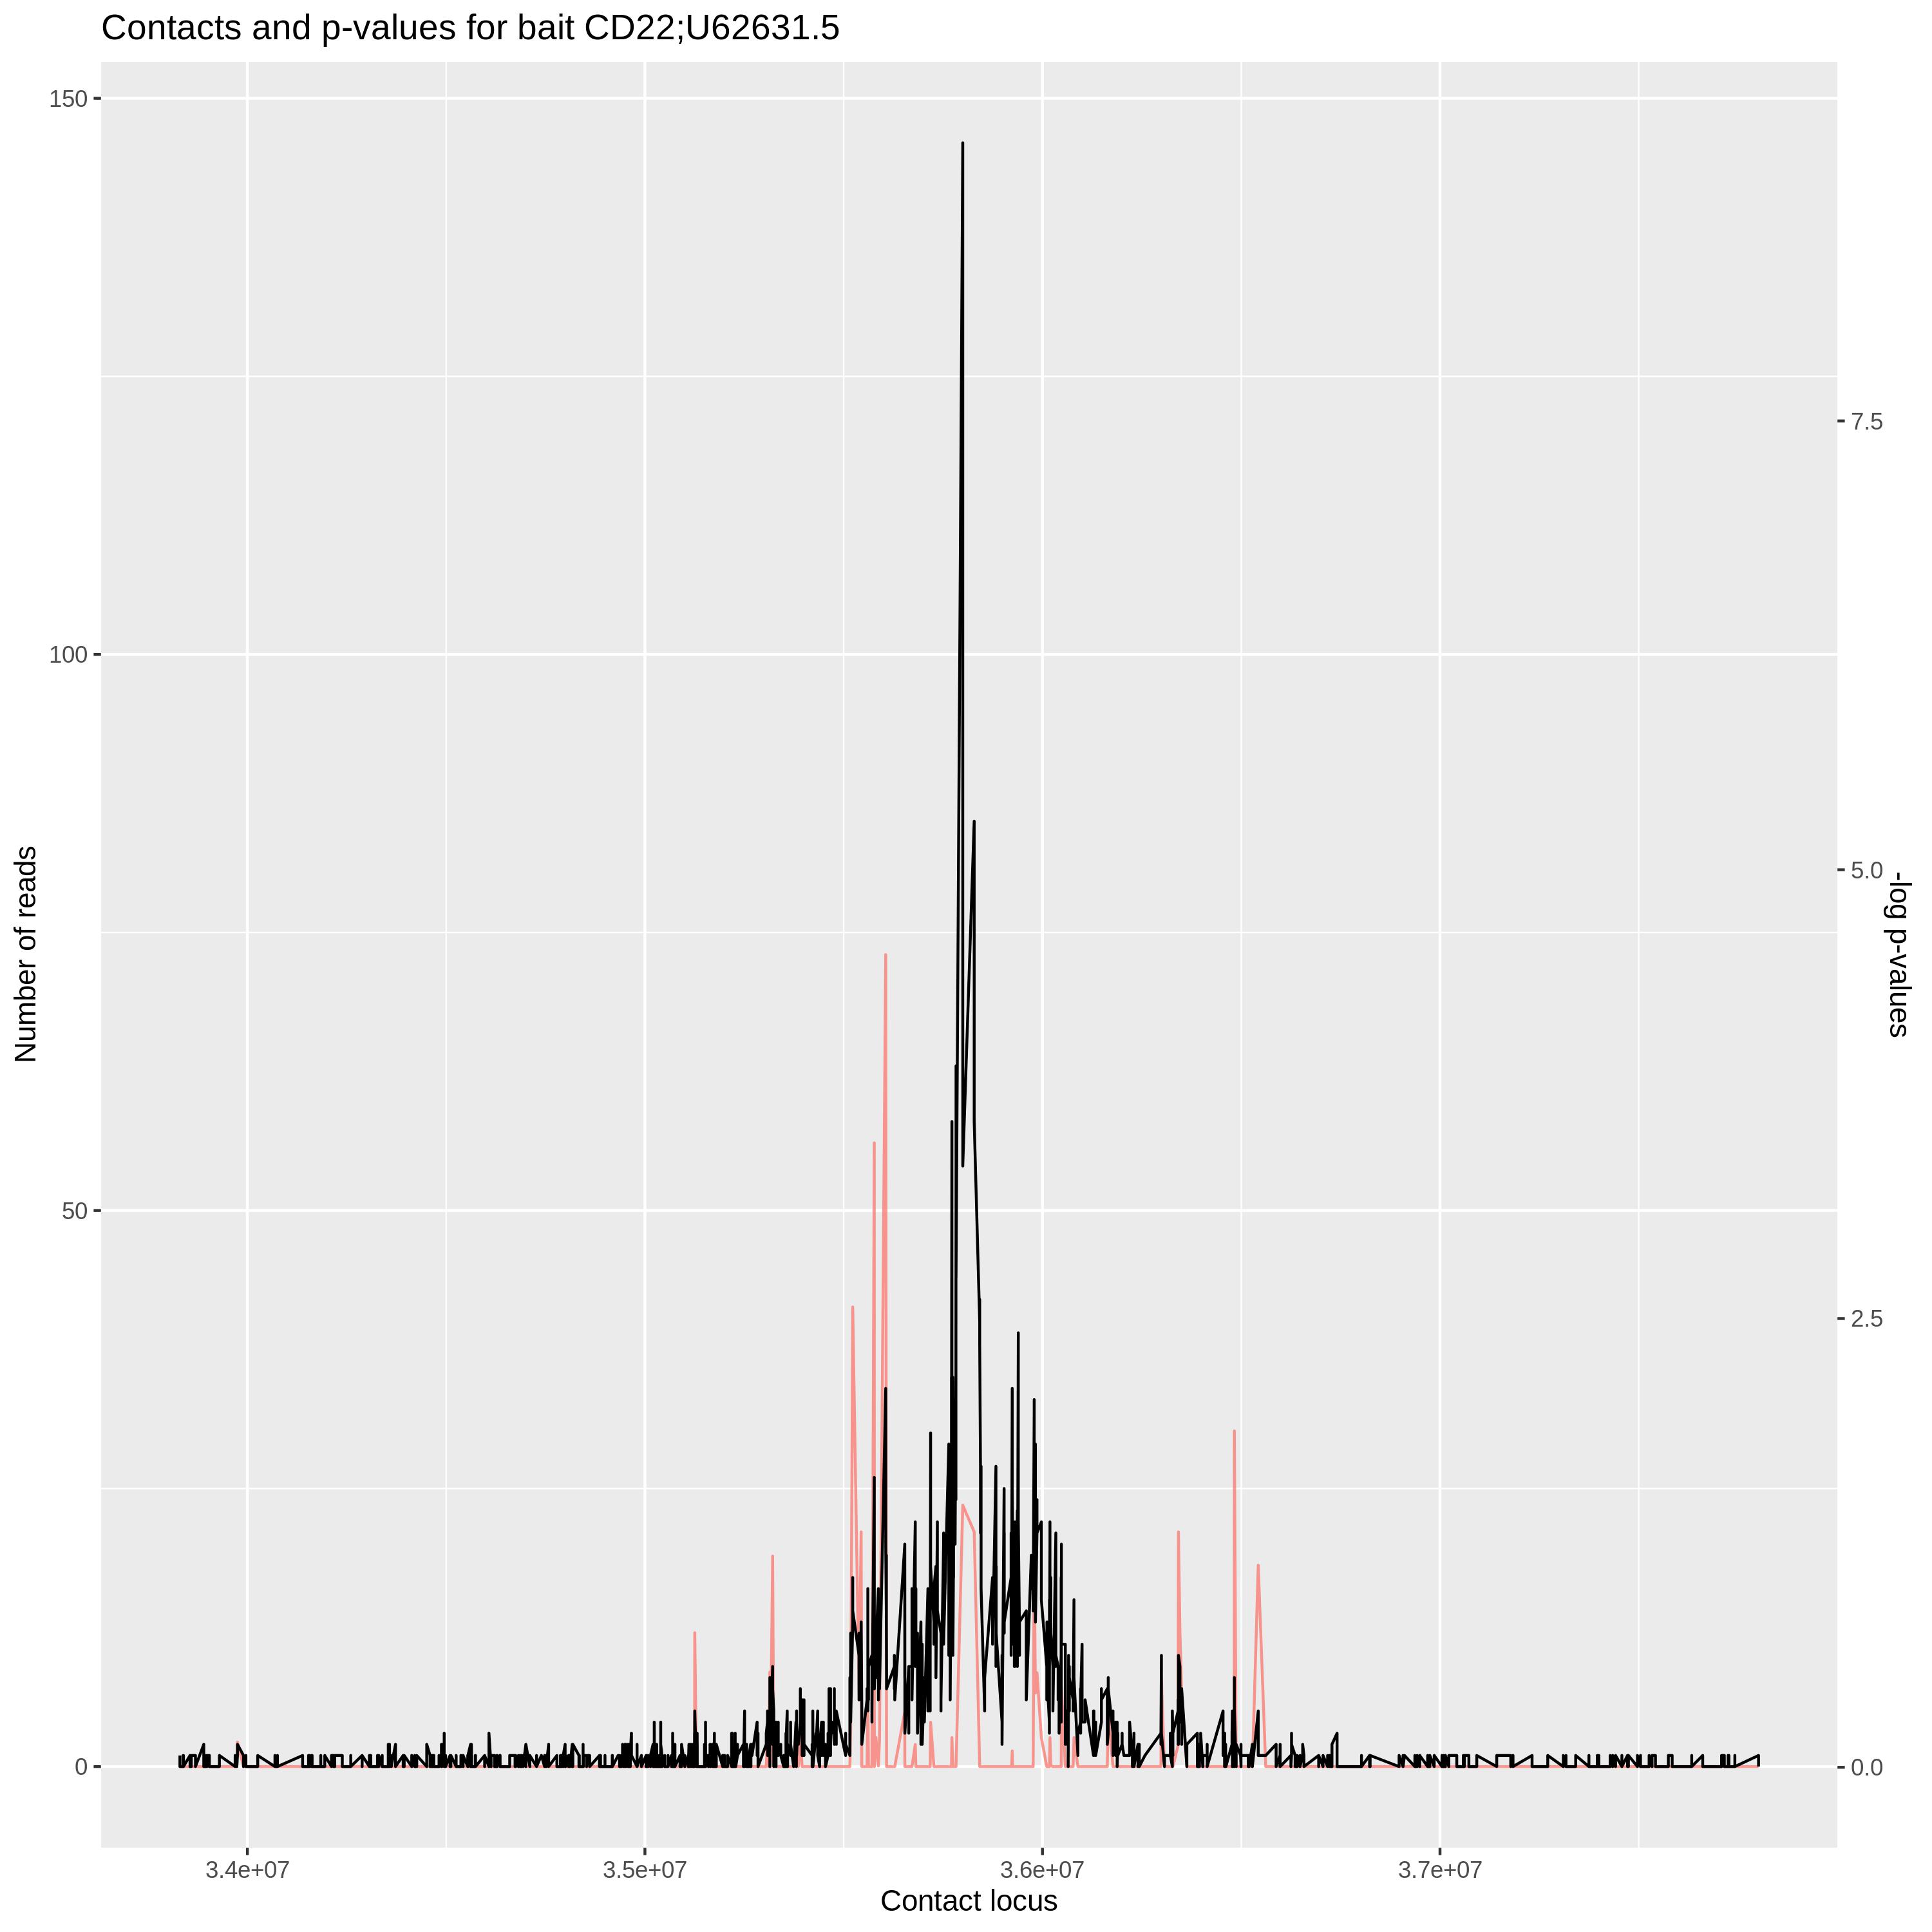 Contacts and p-values for bait CD22;U62631.5
150
100
50
0
Number of reads
7.5
5.0
2.5
0.0
-log p-values
3.4e+07
3.5e+07
3.6e+07
3.7e+07
Contact locus